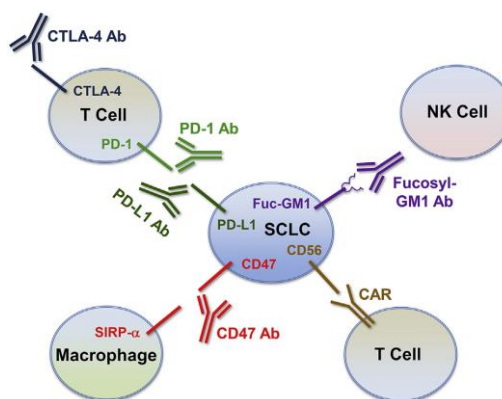 CTLA-4 Ab
CTLA-4
T Cell
PD-1
PD-1 Ab
NK Cell
PD-L1 Ab
Fuc-GM1
Fucosyl-
GM1 Ab
SCLC
PD-L1
CD56
CD47
CAR
SIRP-α
CD47 Ab
Macrophage
T Cell